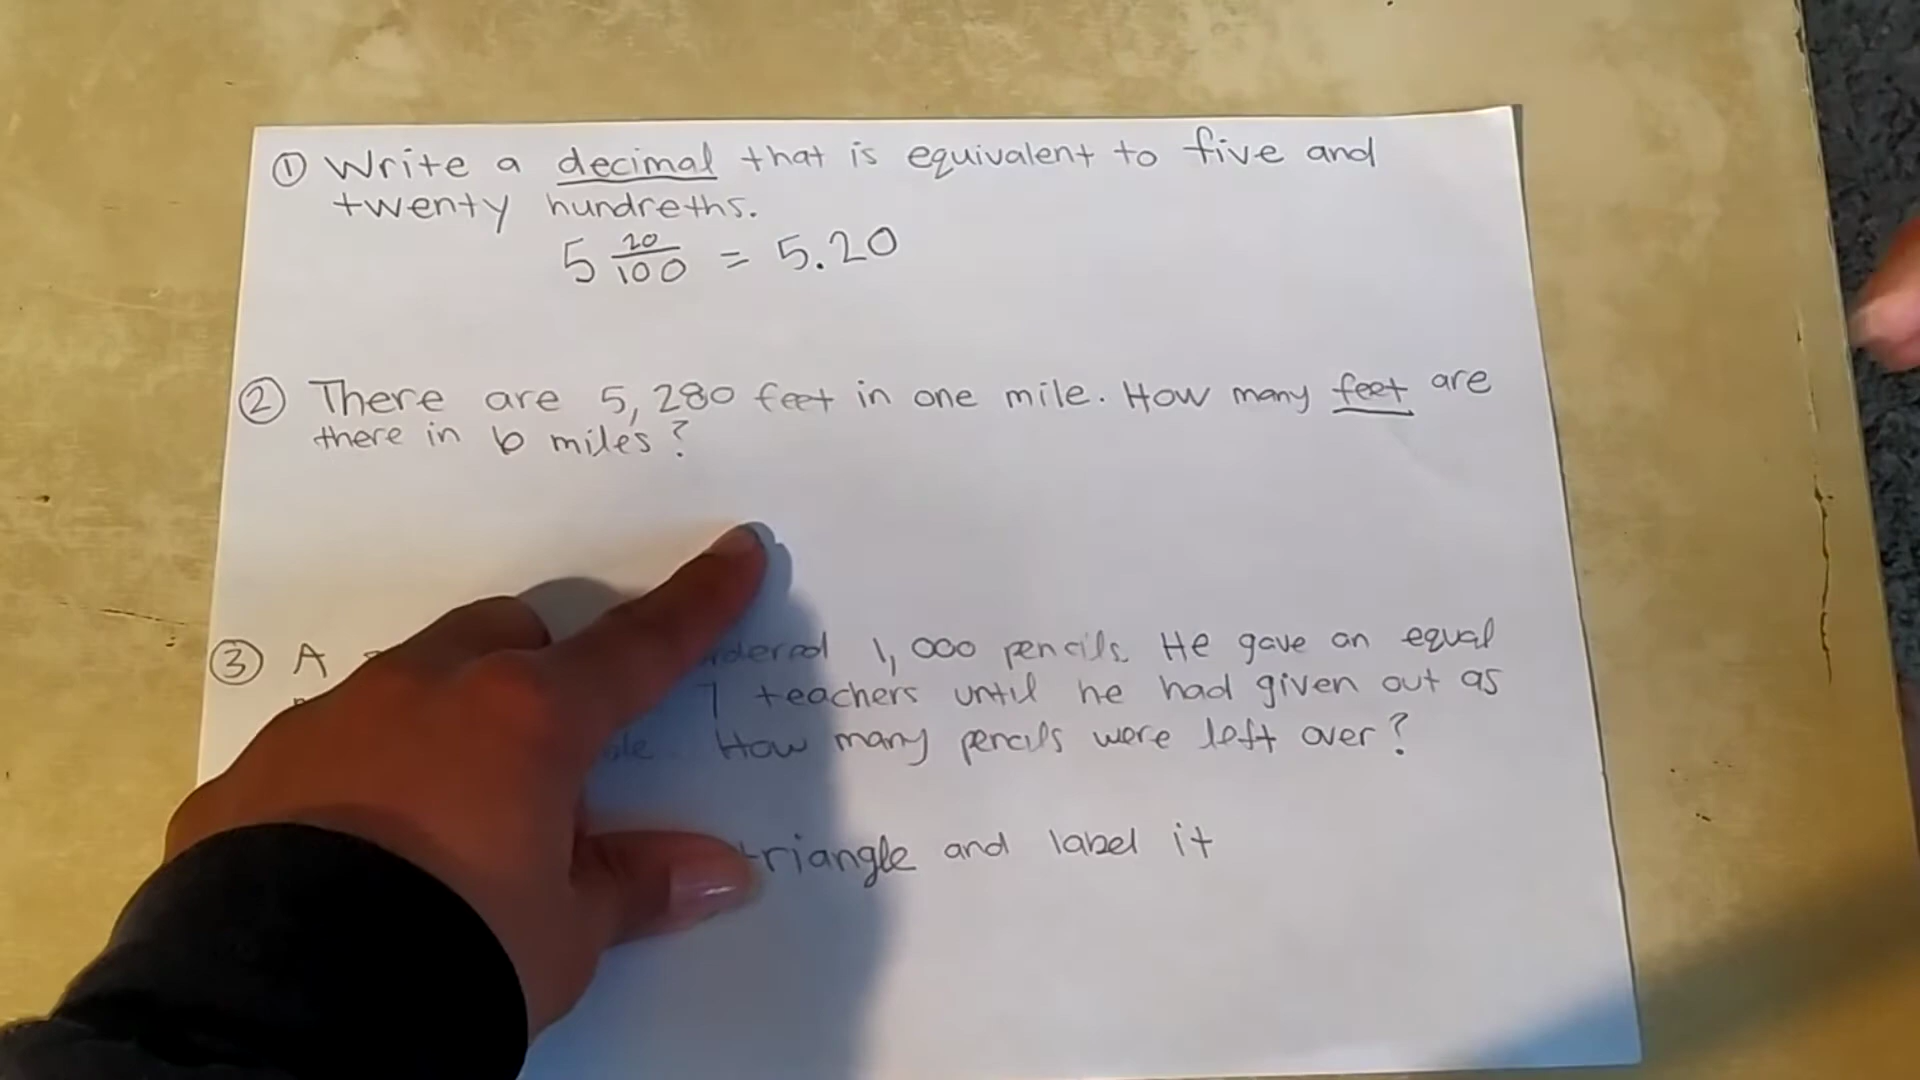 ① Write a decimal that is equivalent to five and
twenty hundreths.
5 20/100 = 5.20
② There are 5,280 feet in one mile. How many feet are
there in 6 miles?
③ A 1,000 pencils. He gave an equal
7 teachers until he had given out as
How many pencils were left over?
triangle and label it